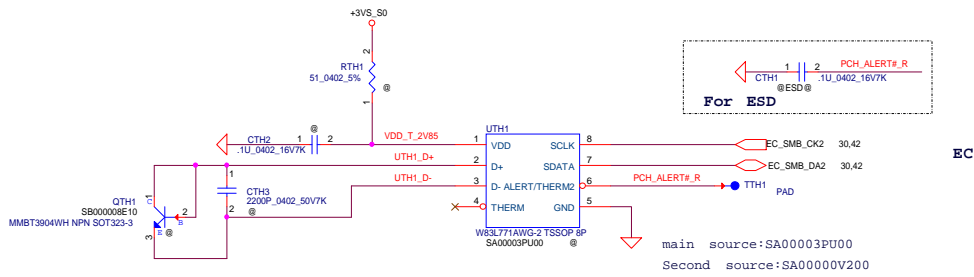 +3VS_S0
2
RTH1
51_0402_5%
@
1
1 2 PCH_ALERT#_R
CTH1 .1U_0402_16V7K
@ESD@
For ESD
@
1 2
CTH2
.1U_0402_16V7K
VDD_T_2V85
UTH1
1 VDD SCLK 8
EC_SMB_CK2 30,42
UTH1_D+
2 D+ SDATA 7
EC_SMB_DA2 30,42
EC
UTH1_D-
3 D- ALERT/THERM2 6
PCH_ALERT#_R
TTH1
PAD
4 THERM GND 5
W83L771AWG-2 TSSOP 8P
SA00003PU00 @
1
CTH3
2200P_0402_50V7K
2
@
C 1
QTH1
SB000008E10
MMBT3904WH NPN SOT323-3
2
B
E
@
3
main source:SA00003PU00
Second source:SA00000V200